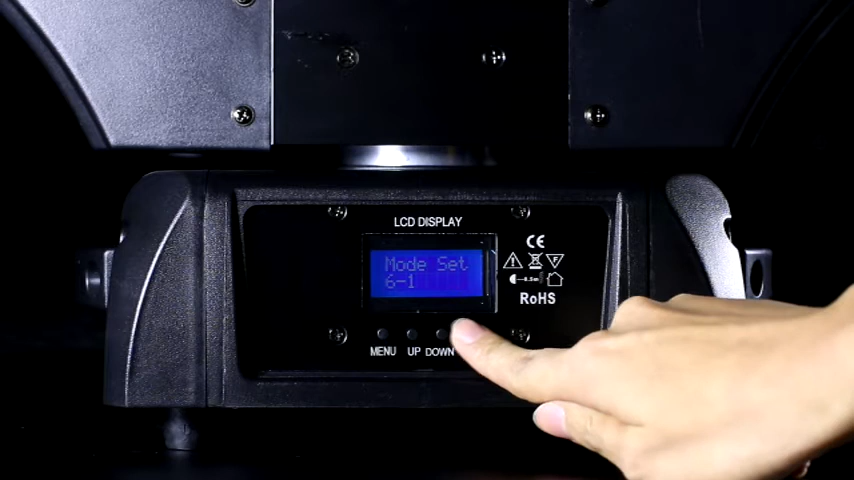 LCD DISPLAY
Mode Set
6-1
CE
F
RoHS
MENU UP DOWN